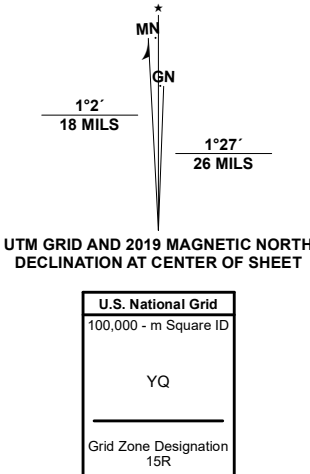 MN
GN
1°2´
18 MILS
1°27´
26 MILS
UTM GRID AND 2019 MAGNETIC NORTH
DECLINATION AT CENTER OF SHEET
U.S. National Grid
100,000 - m Square ID
YQ
Grid Zone Designation
15R